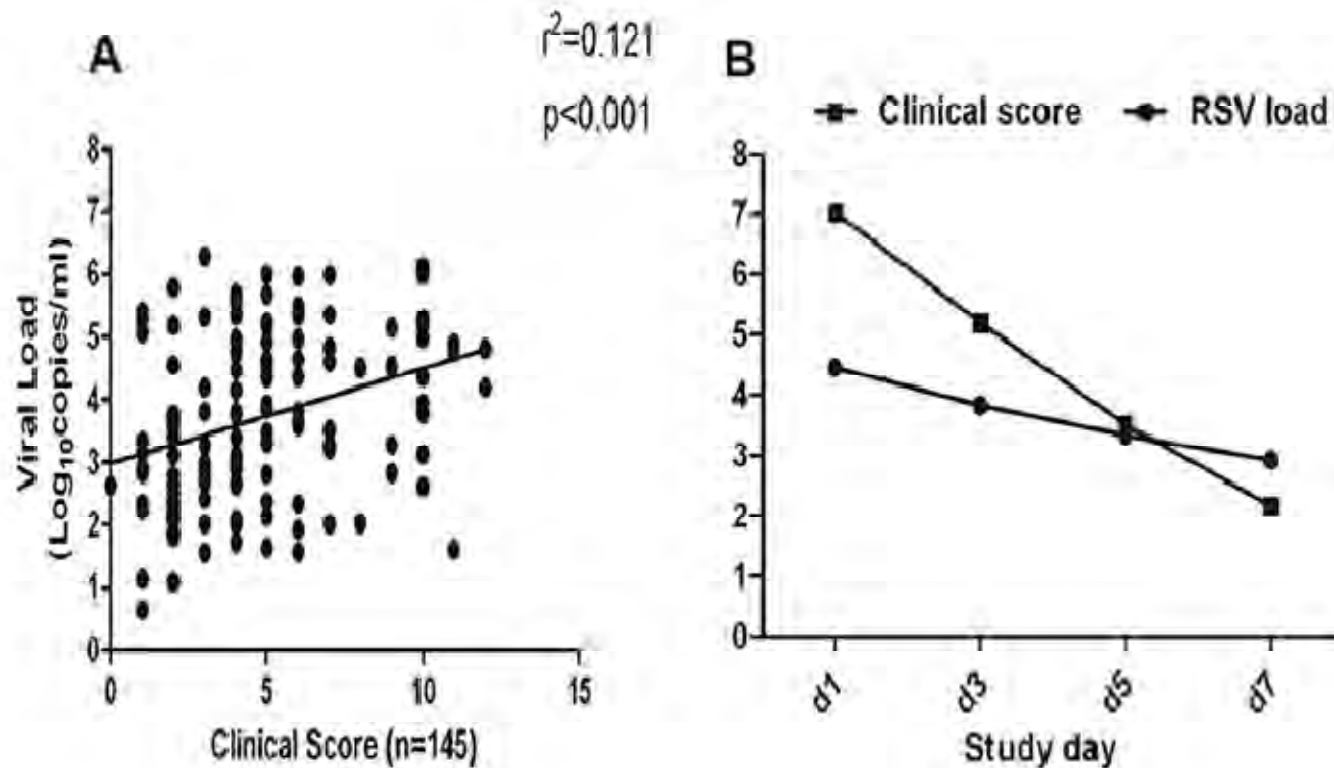 A
r²=0.121
p<0.001
8
7
6
5
4
3
2
1
0
Viral Load
(Log₁₀copies/ml)
0 5 10 15
Clinical Score (n=145)
B
Clinical score RSV load
8
7
6
5
4
3
2
1
0
d1 d3 d5 d7
Study day